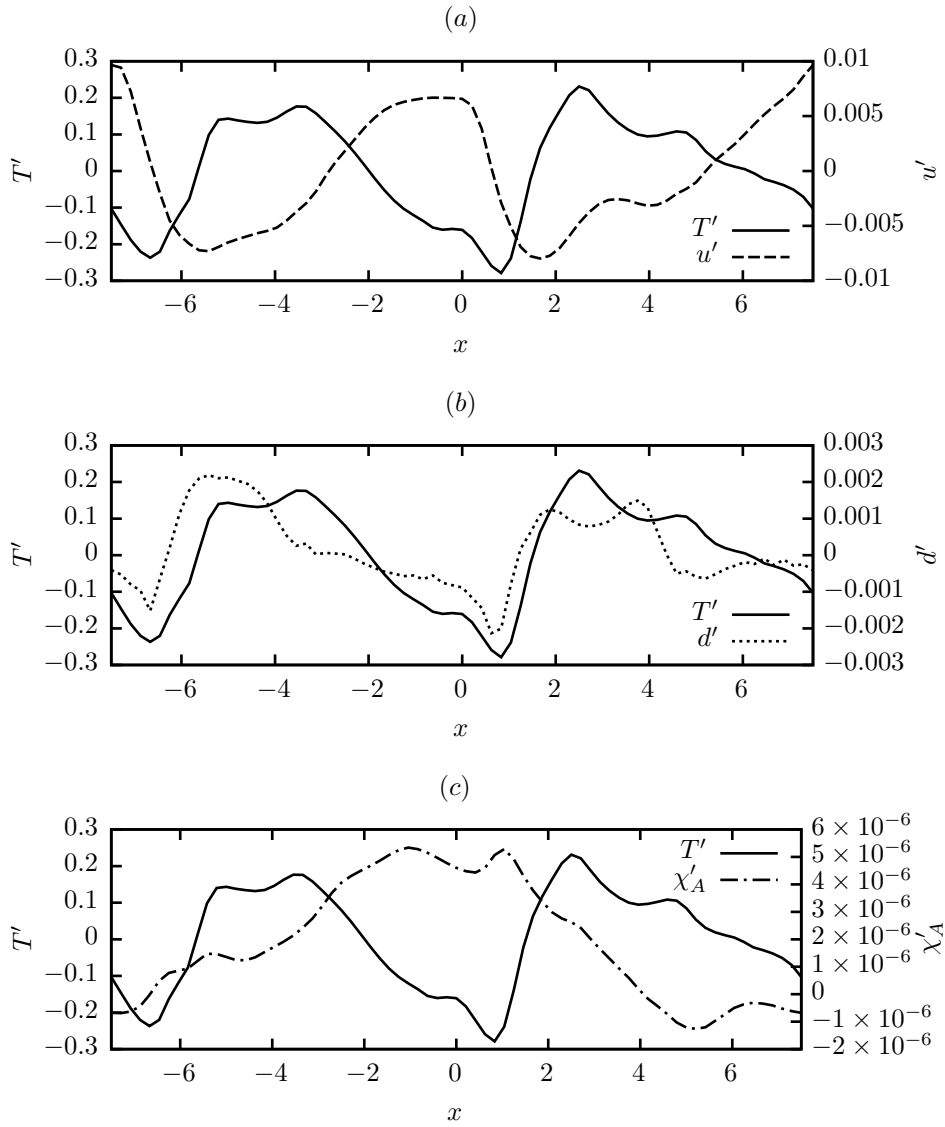 (a)
0.3 0.01
0.2 0.005
0.1
0 0
−0.1
−0.2 −0.005
−0.3 −0.01
T′ u′
T′
u′
−6 −4 −2 0 2 4 6
x
(b)
0.3 0.003
0.2 0.002
0.1 0.001
0 0
−0.1 −0.001
−0.2 −0.002
−0.3 −0.003
T′ d′
T′
d′
−6 −4 −2 0 2 4 6
x
(c)
0.3 6 × 10⁻⁶
0.2 5 × 10⁻⁶
4 × 10⁻⁶
0.1 3 × 10⁻⁶
0 2 × 10⁻⁶
−0.1 1 × 10⁻⁶
0
−0.2 −1 × 10⁻⁶
−0.3 −2 × 10⁻⁶
T′ χ′_A
T′
χ′_A
−6 −4 −2 0 2 4 6
x